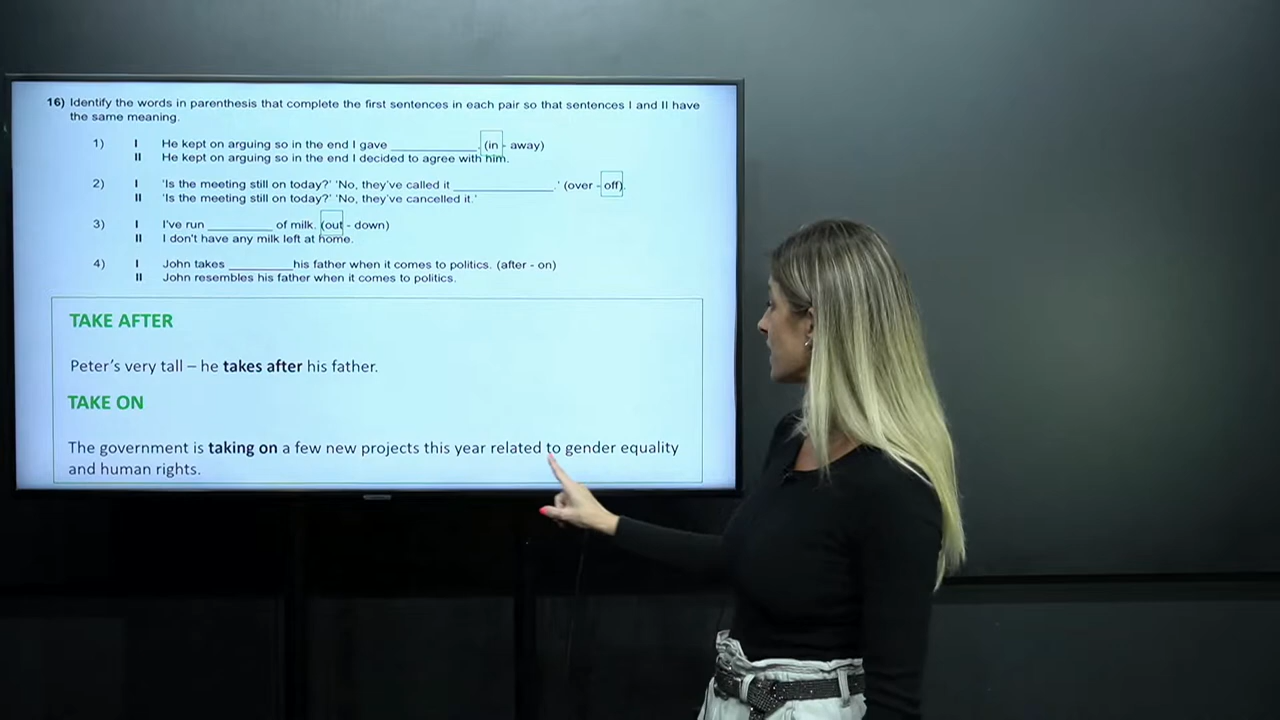 16) Identify the words in parenthesis that complete the first sentences in each pair so that sentences I and II have
the same meaning.
1) I He kept on arguing so in the end I gave ______________. (in - away)
II He kept on arguing so in the end I decided to agree with him.
2) I 'Is the meeting still on today?' 'No, they've called it ________________.' (over - off).
II 'Is the meeting still on today?' 'No, they've cancelled it.'
3) I I've run __________ of milk. (out - down)
II I don't have any milk left at home.
4) I John takes __________ his father when it comes to politics. (after - on)
II John resembles his father when it comes to politics.
TAKE AFTER
Peter's very tall – he takes after his father.
TAKE ON
The government is taking on a few new projects this year related to gender equality
and human rights.